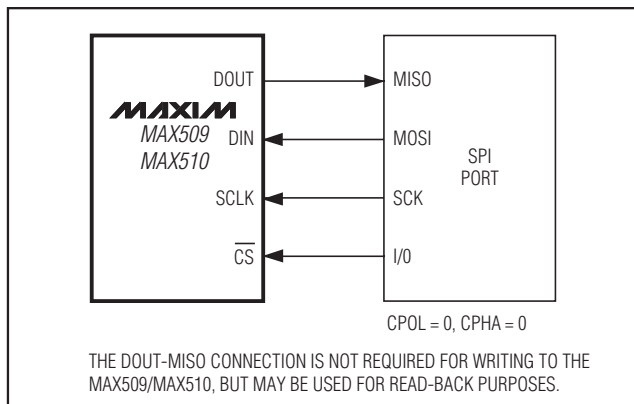 DOUT MISO
MAXIM
MAX509 DIN MOSI
MAX510
SPI
PORT
SCLK SCK
CS I/0
CPOL = 0, CPHA = 0
THE DOUT-MISO CONNECTION IS NOT REQUIRED FOR WRITING TO THE
MAX509/MAX510, BUT MAY BE USED FOR READ-BACK PURPOSES.